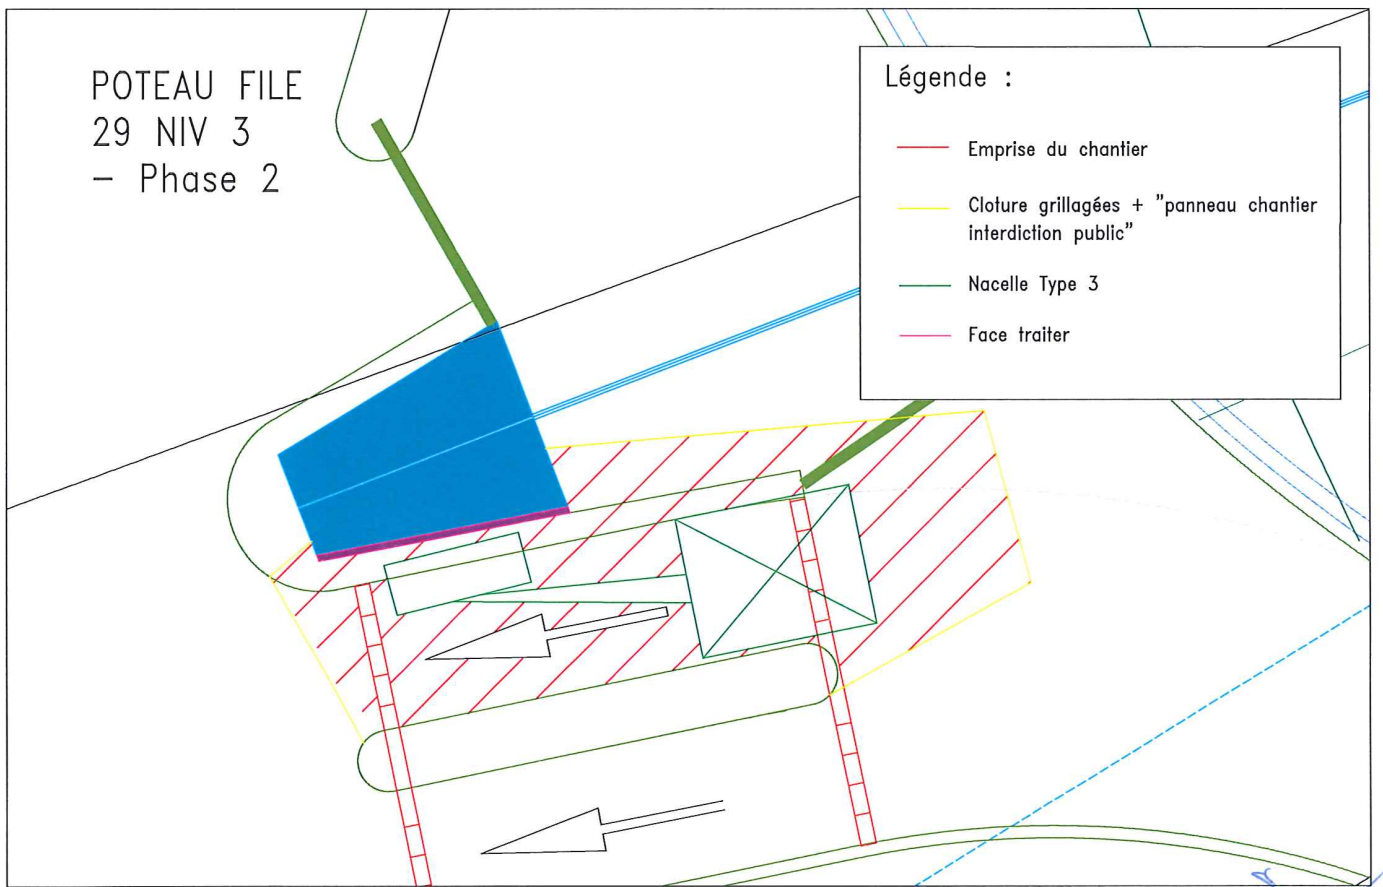 POTEAU FILE
29 NIV 3
- Phase 2
Légende :
Emprise du chantier
Cloture grillagées + "panneau chantier
interdiction public"
Nacelle Type 3
Face traiter